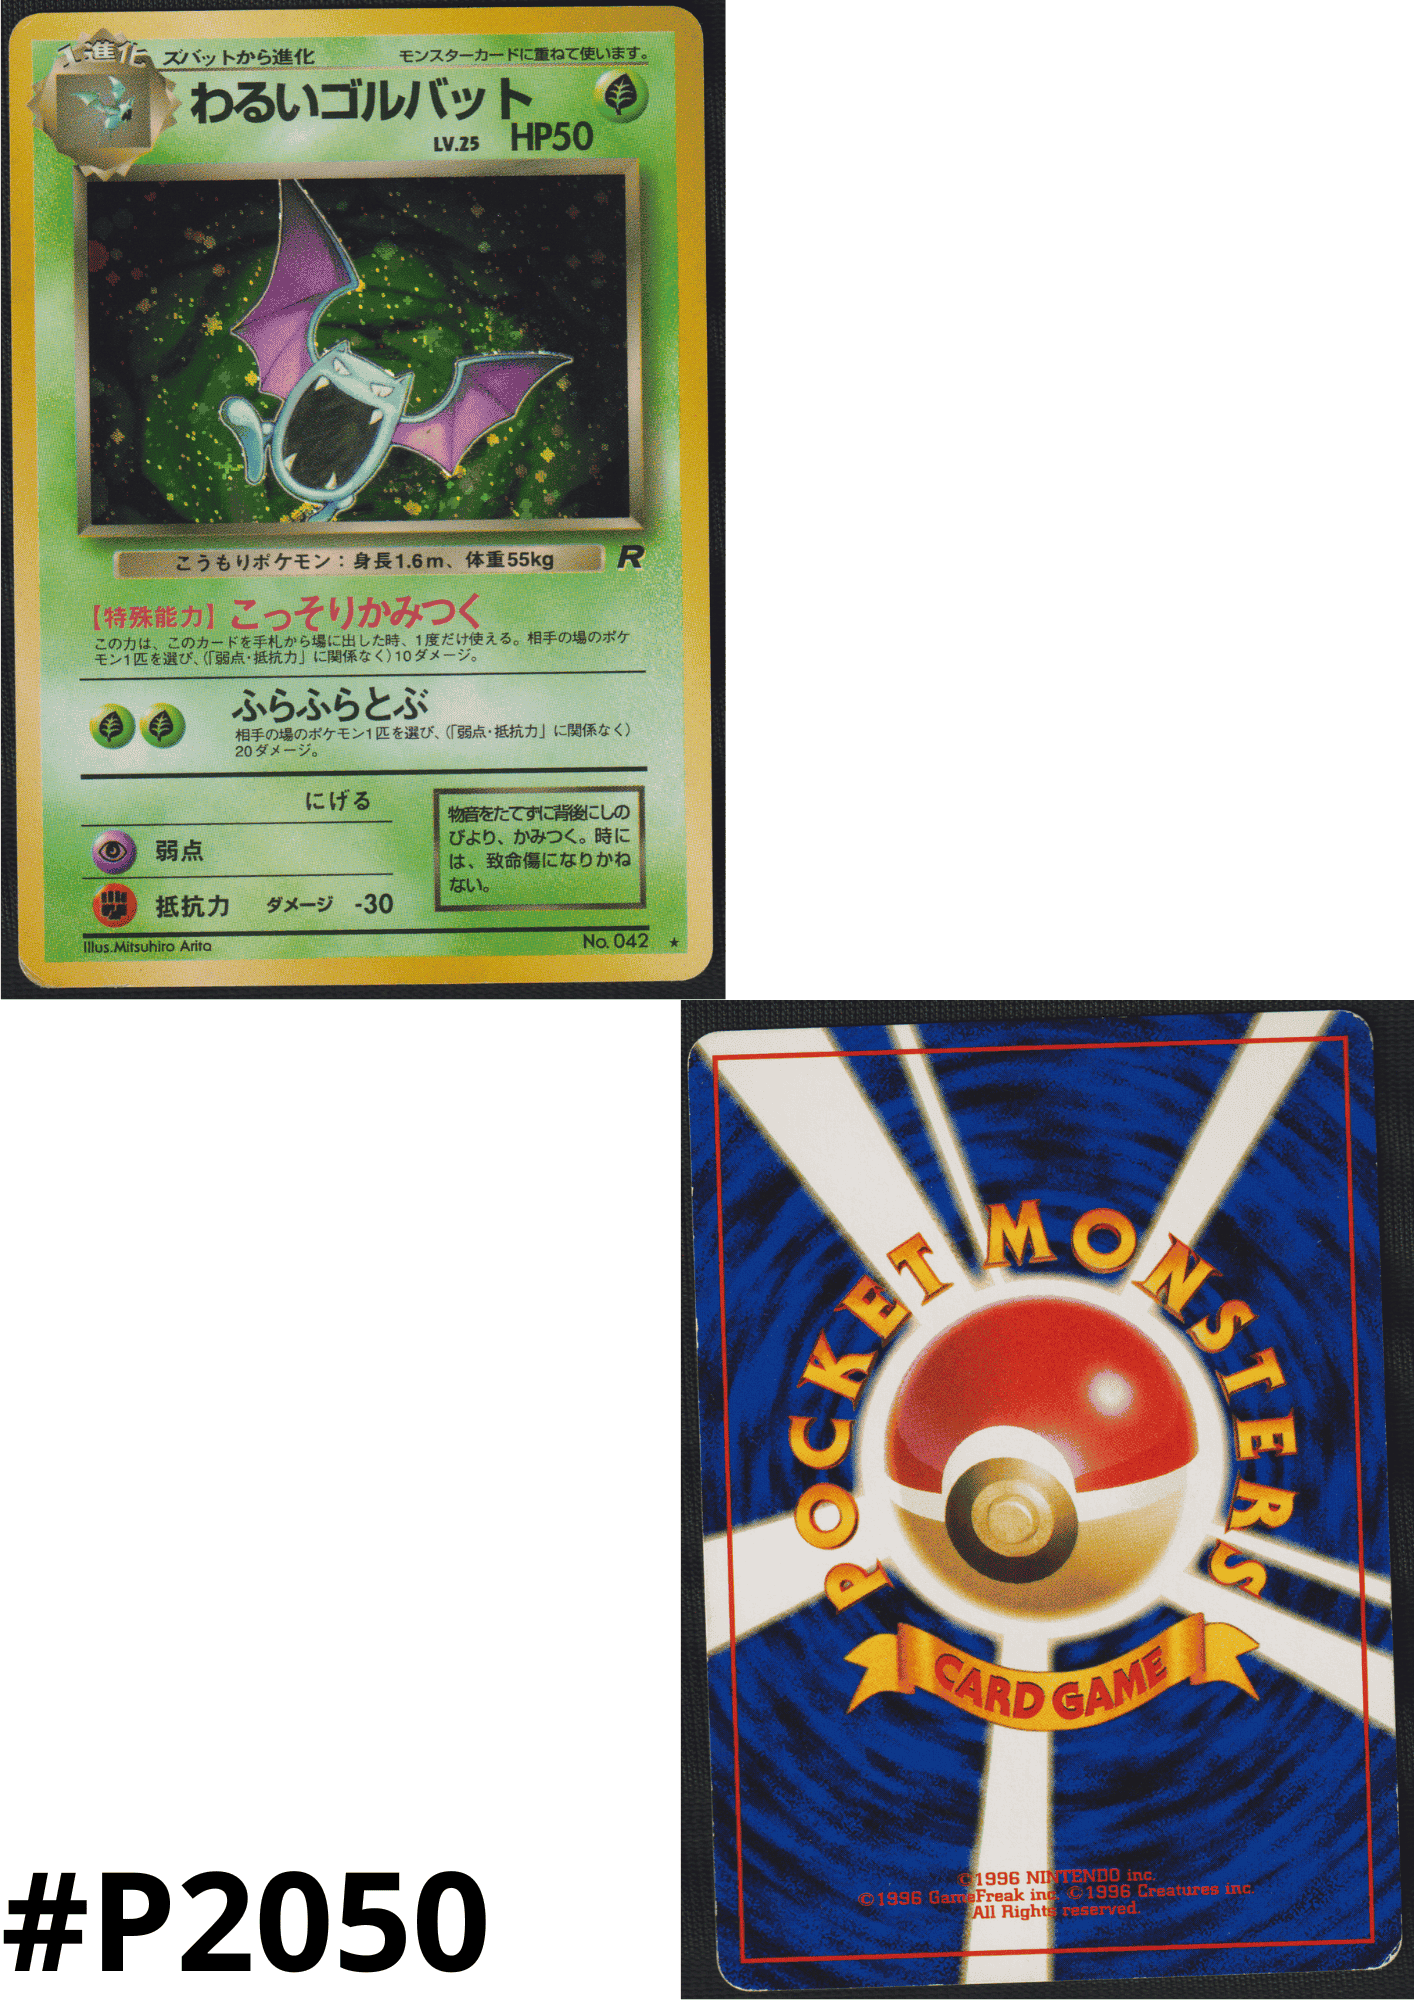 1進化 ズバットから進化 モンスターカードに重ねて使います。
わるいゴルバット
LV.25 HP50
こうもりポケモン：身長1.6m、体重55kg R
【特殊能力】こっそりかみつく
この力は、このカードを手札から場に出した時、1度だけ使える。相手の場のポケ
モン1匹を選び、(「弱点・抵抗力」に関係なく)10ダメージ。
ふらふらとぶ
相手の場のポケモン1匹を選び、(「弱点・抵抗力」に関係なく)
20ダメージ。
にげる
弱点
抵抗力 ダメージ -30
物音をたてずに背後にしの
びより、かみつく。時に
は、致命傷になりかね
ない。
Illus.Mitsuhiro Arita No. 042 ★
POCKET MONSTERS
CARD GAME
©1996 NINTENDO inc.
©1996 GameFreak inc. ©1996 Creatures inc.
All Rights reserved.
#P2050